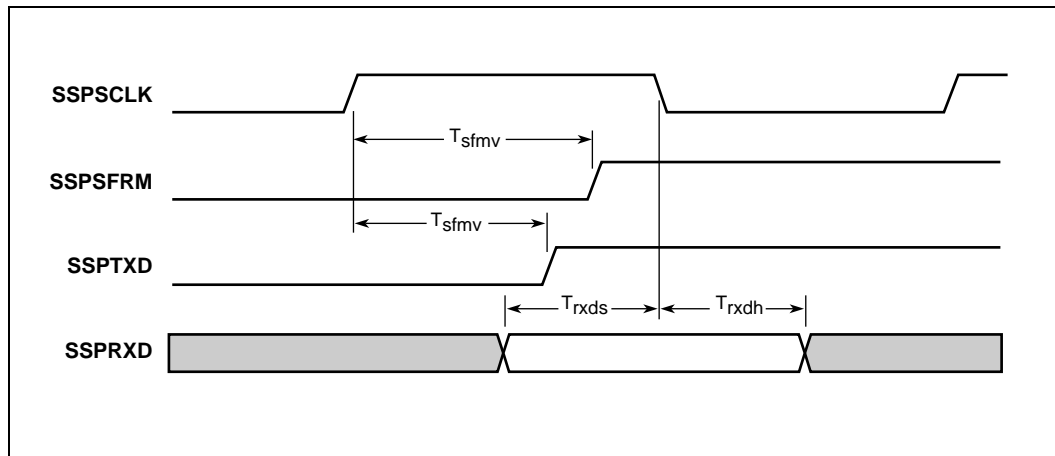 SSPSCLK
Tsfmv
SSPSFRM
Tsfmv
SSPTXD
Trxds
Trxdh
SSPRXD